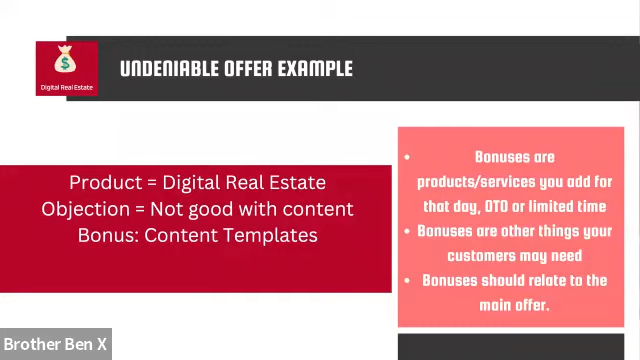 Digital Real Estate
UNDENIABLE OFFER EXAMPLE
Product = Digital Real Estate
Objection = Not good with content
Bonus: Content Templates
Bonuses are
products/services you add for
that day, OTO or limited time
Bonuses are other things your
customers may need
Bonuses should relate to the
main offer.
Brother Ben X